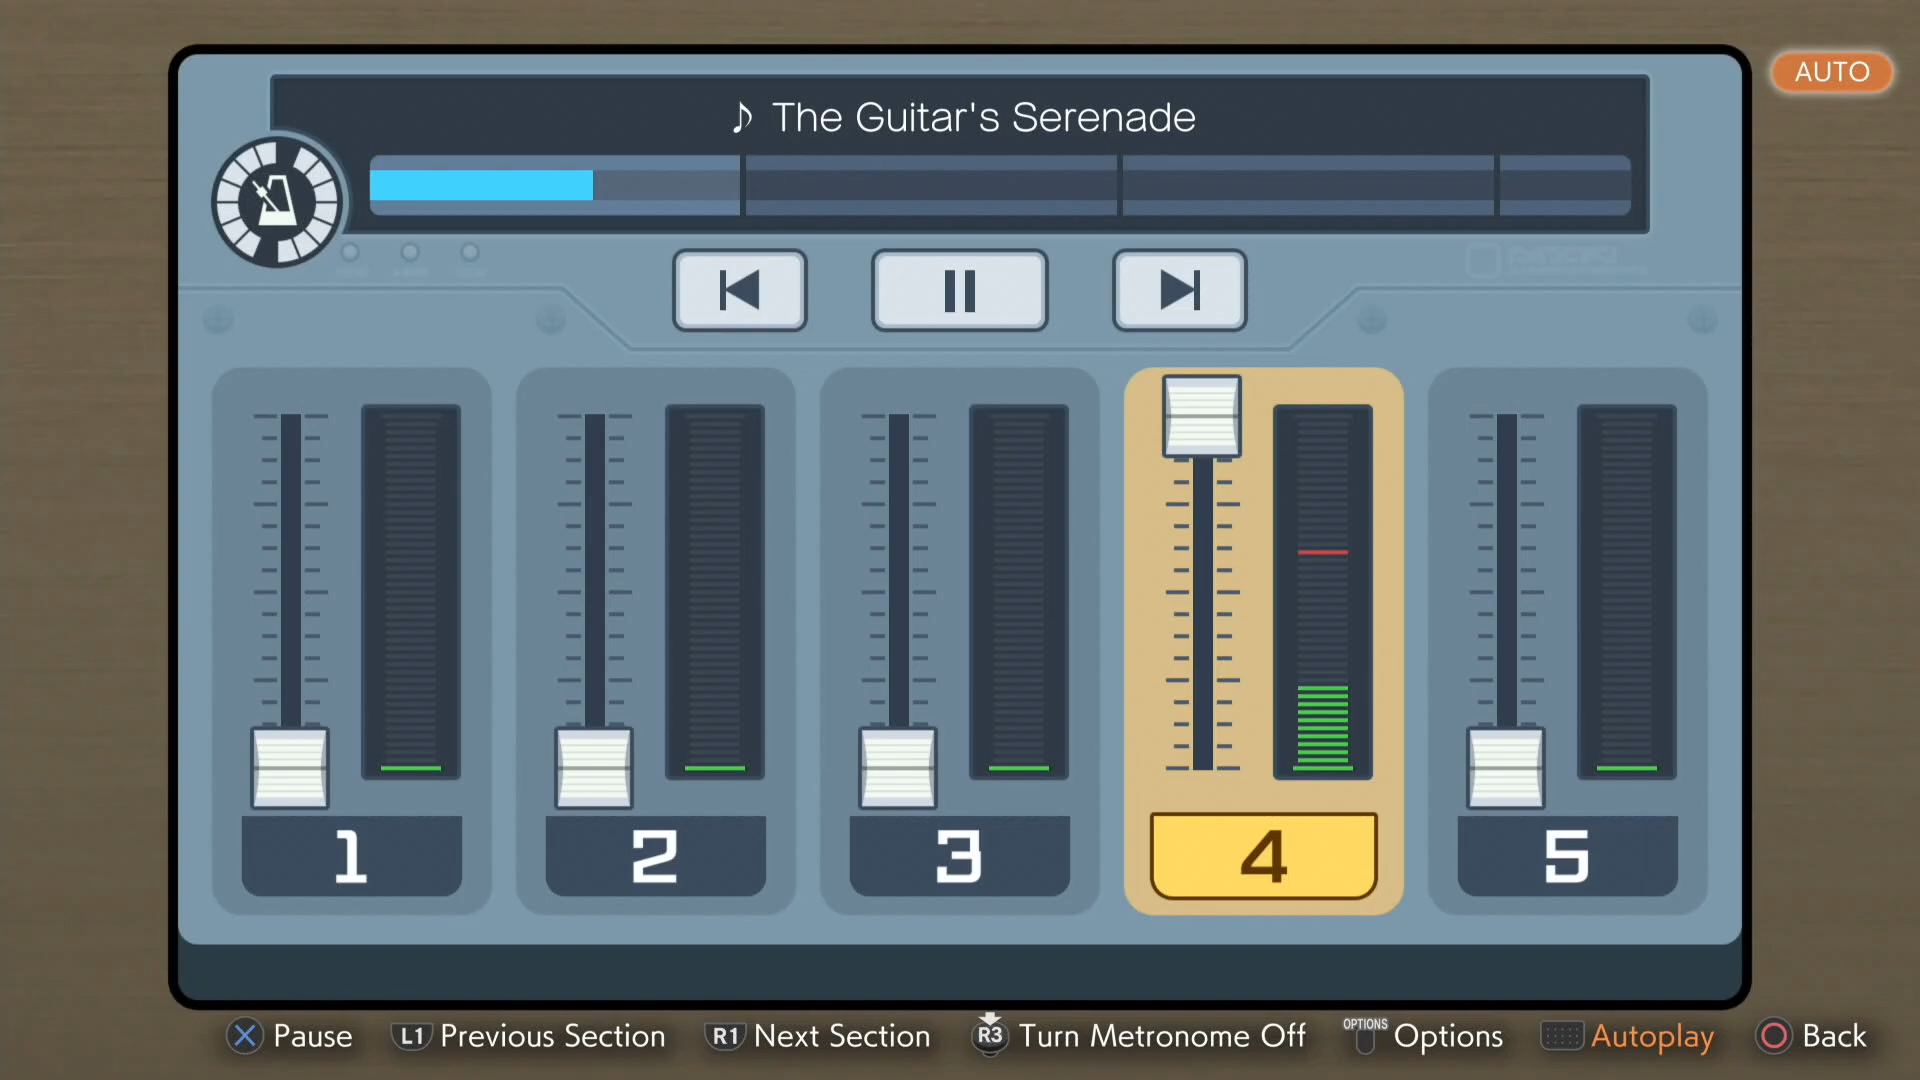 AUTO
♪ The Guitar's Serenade
1 2 3 4 5
Pause L1 Previous Section R1 Next Section R3 Turn Metronome Off OPTIONS Options Autoplay Back